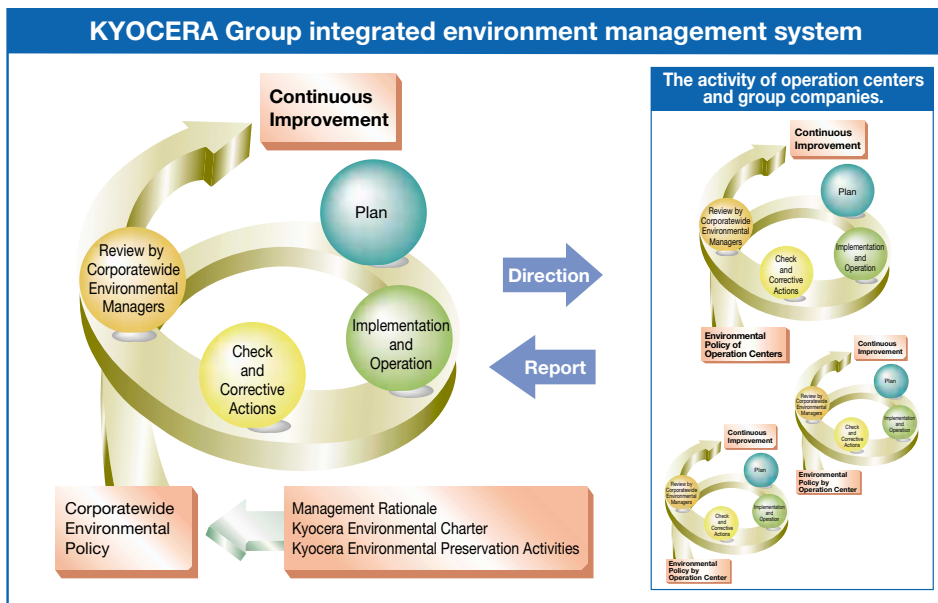 KYOCERA Group integrated environment management system
Continuous
Improvement
Plan
Review by
Corporatewide
Environmental
Managers
Implementation
and
Operation
Check
and
Corrective
Actions
Corporatewide
Environmental
Policy
Management Rationale
Kyocera Environmental Charter
Kyocera Environmental Preservation Activities
Direction
Report
The activity of operation centers
and group companies.
Continuous
Improvement
Plan
Review by
Corporatewide
Environmental
Managers
Implementation
and
Operation
Check
and
Corrective
Actions
Environmental
Policy of
Operation Centers
Continuous
Improvement
Plan
Review by
Corporatewide
Environmental
Managers
Implementation
and
Operation
Check
and
Corrective
Actions
Environmental
Policy by
Operation Center
Continuous
Improvement
Plan
Review by
Corporatewide
Environmental
Managers
Implementation
and
Operation
Check
and
Corrective
Actions
Environmental
Policy by
Operation Center